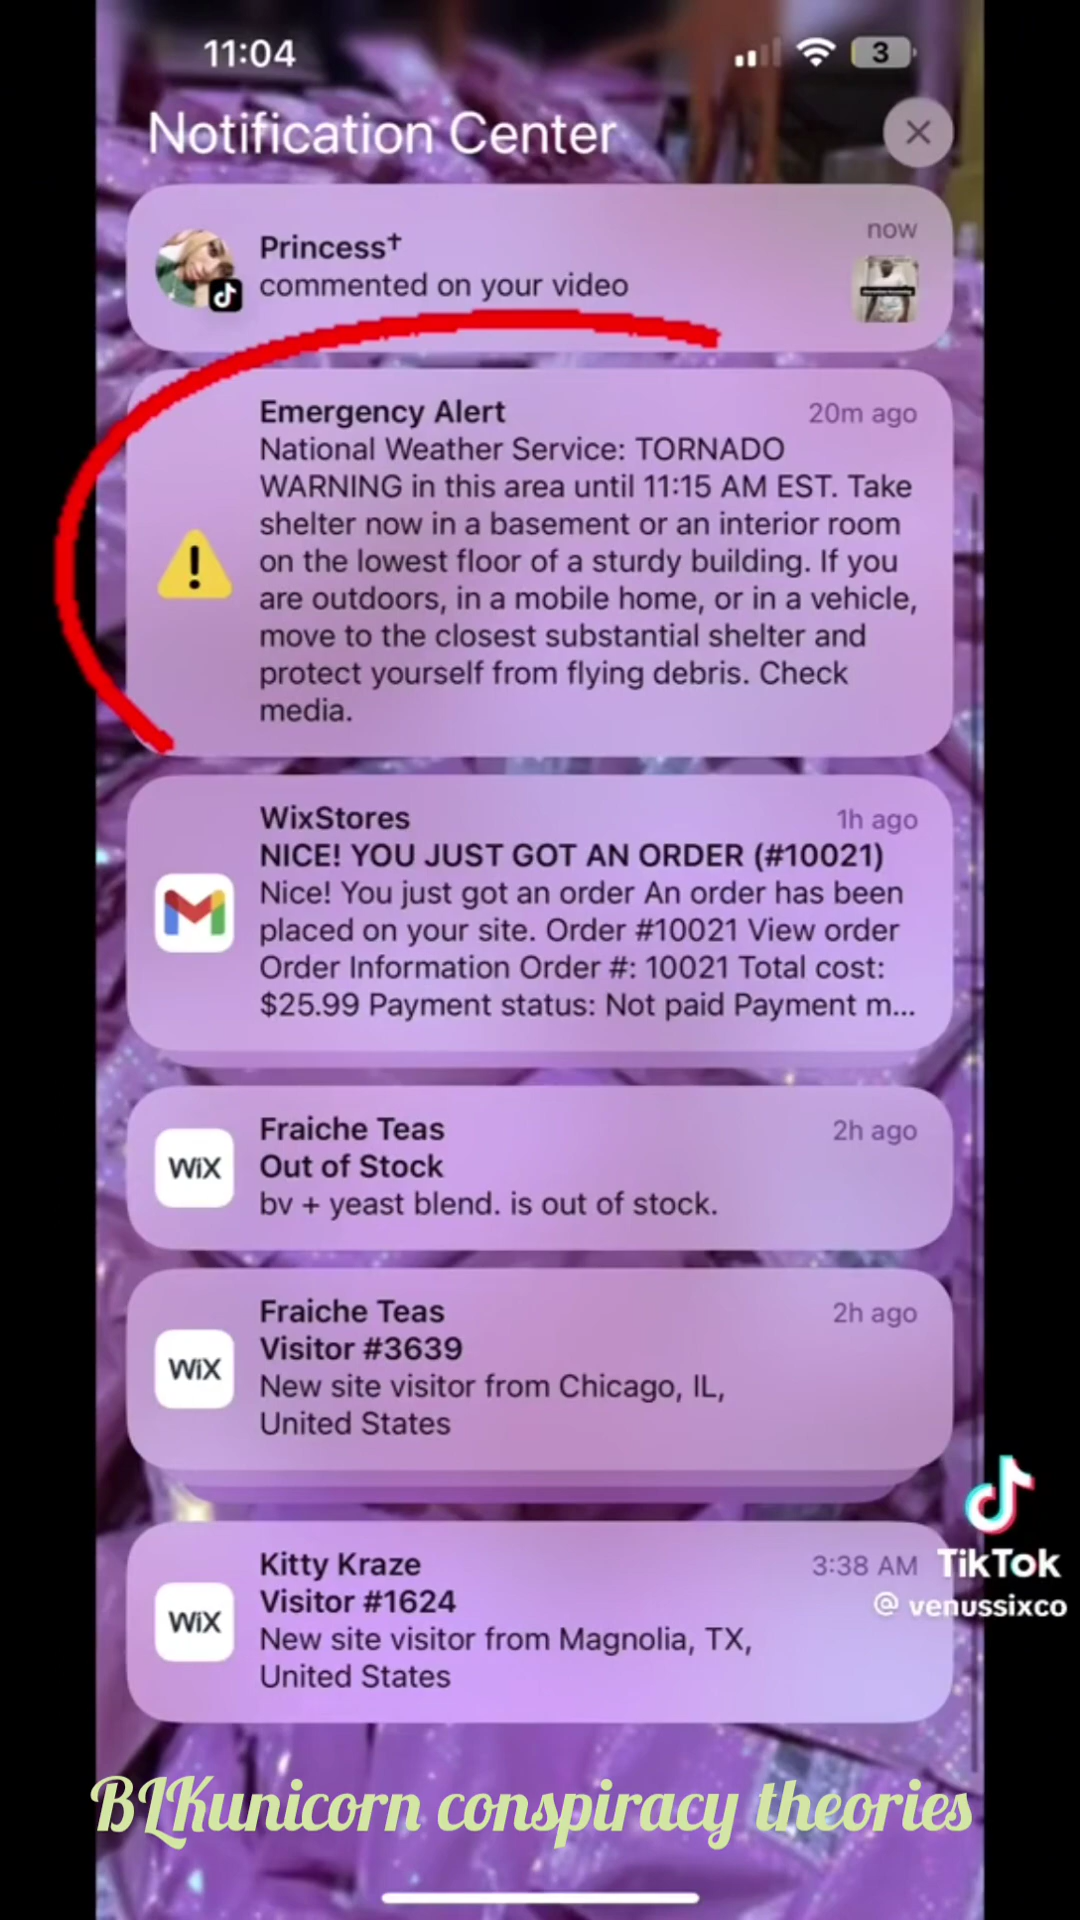 11:04
3
Notification Center
now
Princess†
commented on your video
Emergency Alert
20m ago
National Weather Service: TORNADO
WARNING in this area until 11:15 AM EST. Take
shelter now in a basement or an interior room
on the lowest floor of a sturdy building. If you
are outdoors, in a mobile home, or in a vehicle,
move to the closest substantial shelter and
protect yourself from flying debris. Check
media.
WixStores
1h ago
NICE! YOU JUST GOT AN ORDER (#10021)
Nice! You just got an order An order has been
placed on your site. Order #10021 View order
Order Information Order #: 10021 Total cost:
$25.99 Payment status: Not paid Payment m...
Fraiche Teas
2h ago
WiX
Out of Stock
bv + yeast blend. is out of stock.
Fraiche Teas
2h ago
Visitor #3639
WiX
New site visitor from Chicago, IL,
United States
Kitty Kraze
3:38 AM
TikTok
Visitor #1624
@ venussixco
WiX
New site visitor from Magnolia, TX,
United States
BLKunicorn conspiracy theories